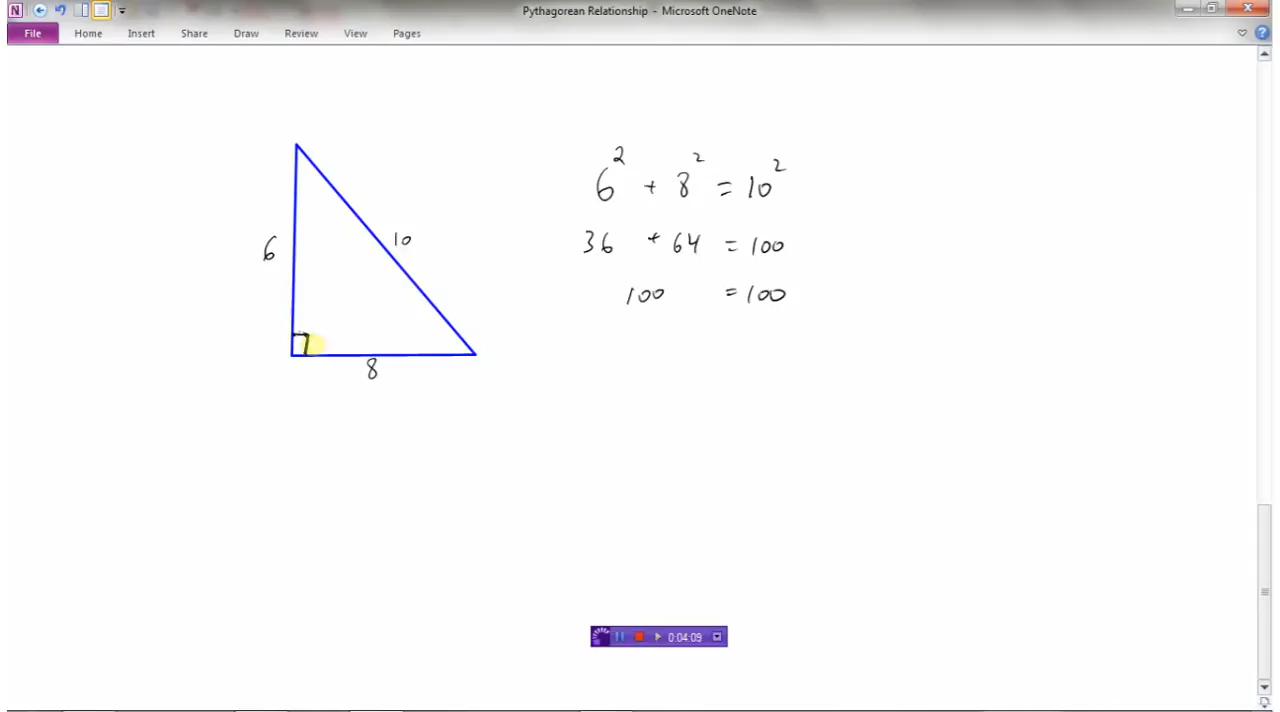 Pythagorean Relationship - Microsoft OneNote
File Home Insert Share Draw Review View Pages
6² + 8² = 10²
36 + 64 = 100
100 = 100
6
10
8
0:04:09